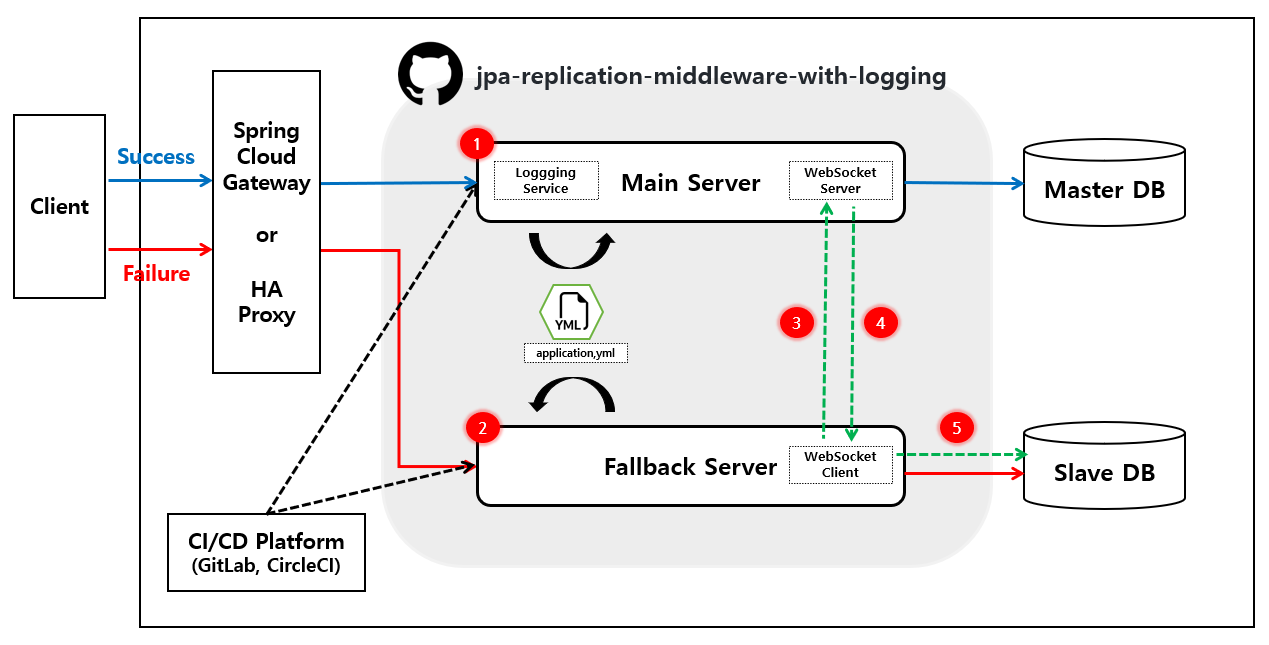 jpa-replication-middleware-with-logging
Client
Success
Failure
Spring
Cloud
Gateway
or
HA
Proxy
1
Loggging
Service
Main Server
WebSocket
Server
Master DB
YML
application,yml
3
4
2
Fallback Server
WebSocket
Client
5
Slave DB
CI/CD Platform
(GitLab, CircleCI)